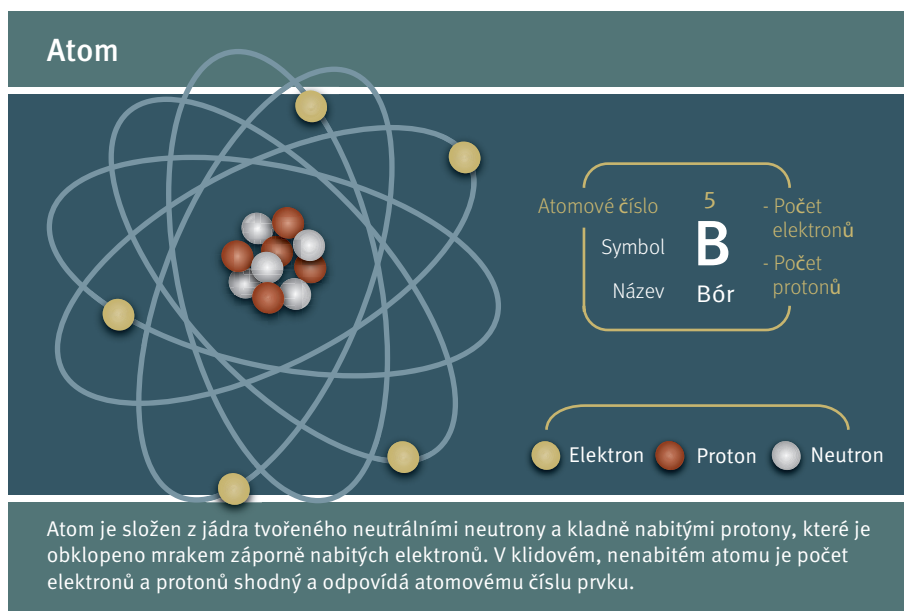 Atom
Atomové číslo
5
- Počet
elektronů
Symbol
B
- Počet
protonů
Název
Bór
Elektron
Proton
Neutron
Atom je složen z jádra tvořeného neutrálními neutrony a kladně nabitými protony, které je
obklopeno mrakem záporně nabitých elektronů. V klidovém, nenabitém atomu je počet
elektronů a protonů shodný a odpovídá atomovému číslu prvku.